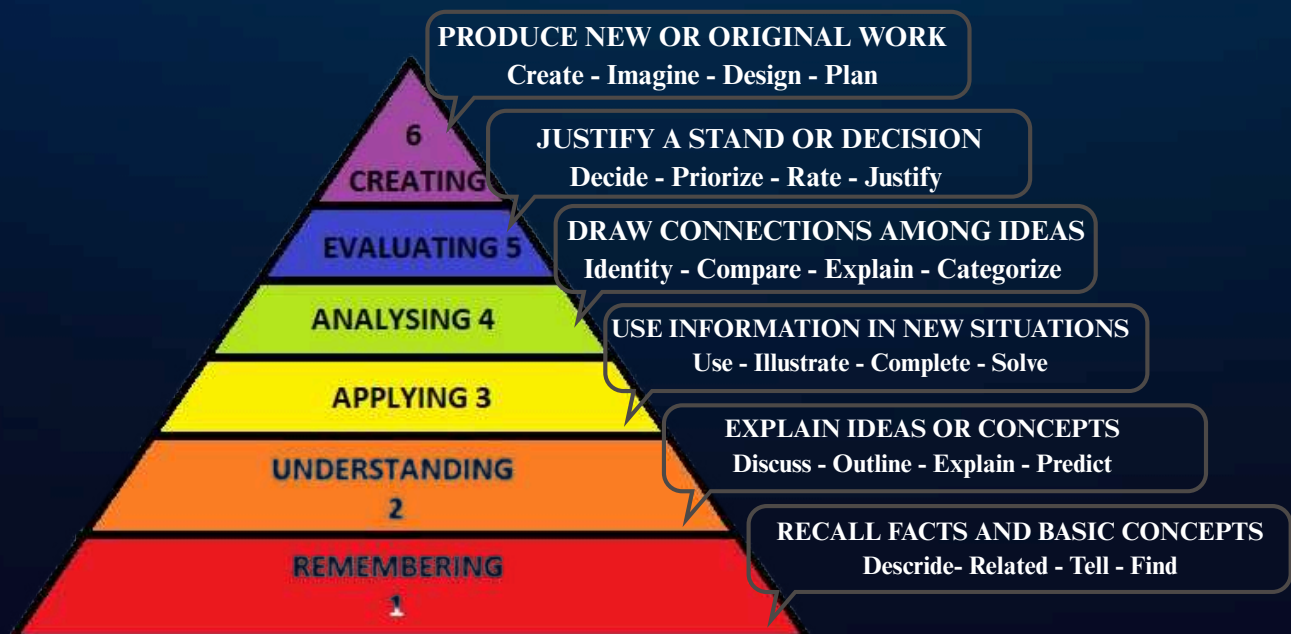 PRODUCE NEW OR ORIGINAL WORK
Create - Imagine - Design - Plan
6
CREATING
JUSTIFY A STAND OR DECISION
Decide - Priorize - Rate - Justify
EVALUATING 5
DRAW CONNECTIONS AMONG IDEAS
Identity - Compare - Explain - Categorize
ANALYSING 4
USE INFORMATION IN NEW SITUATIONS
Use - Illustrate - Complete - Solve
APPLYING 3
EXPLAIN IDEAS OR CONCEPTS
Discuss - Outline - Explain - Predict
UNDERSTANDING
2
RECALL FACTS AND BASIC CONCEPTS
Descride- Related - Tell - Find
REMEMBERING
1